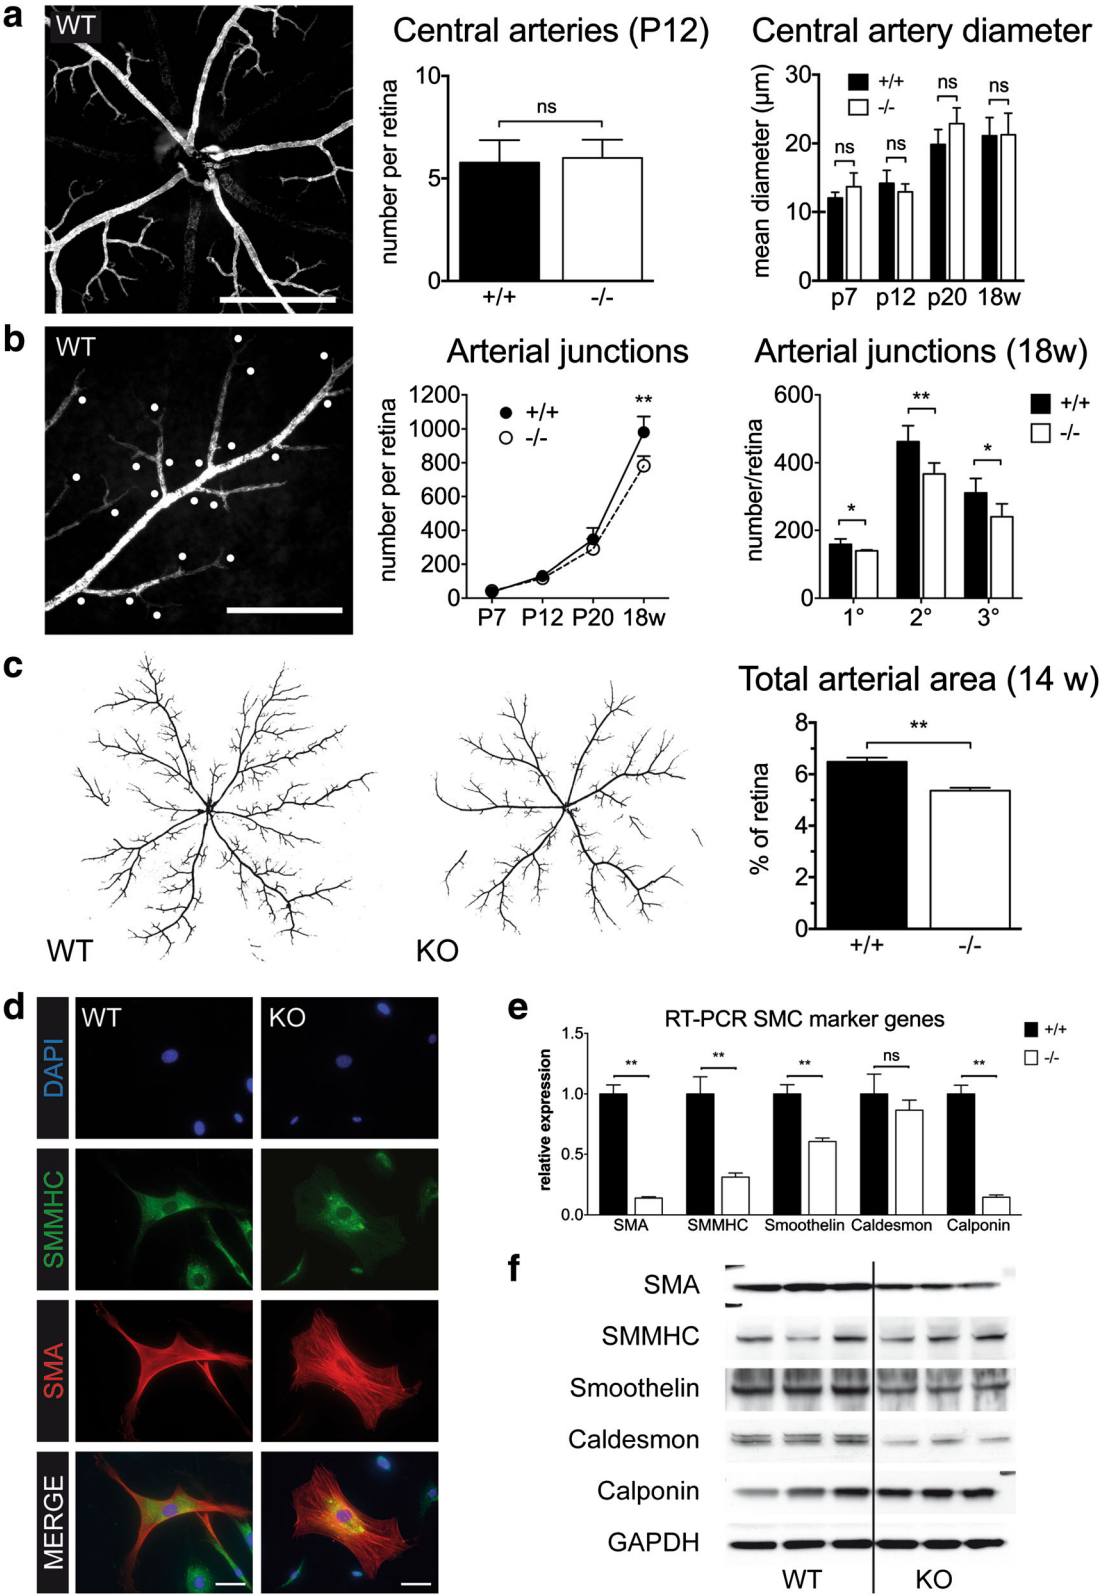 a
WT
Central arteries (P12)
number per retina
10
5
0
ns
+/+
-/-
Central artery diameter
mean diameter (µm)
30
20
10
0
+/+
-/-
ns
ns
ns
ns
p7
p12
p20
18w
b
WT
Arterial junctions
number per retina
1200
1000
800
600
400
200
0
+/+
-/-
**
P7
P12
P20
18w
Arterial junctions (18w)
number/retina
600
400
200
0
+/+
-/-
*
**
*
1°
2°
3°
c
WT
KO
Total arterial area (14 w)
% of retina
8
6
4
2
0
**
+/+
-/-
d
WT
KO
DAPI
SMMHC
SMA
MERGE
e
RT-PCR SMC marker genes
relative expression
1.5
1.0
0.5
0.0
+/+
-/-
**
**
**
ns
**
SMA
SMMHC
Smoothelin
Caldesmon
Calponin
f
SMA
SMMHC
Smoothelin
Caldesmon
Calponin
GAPDH
WT
KO